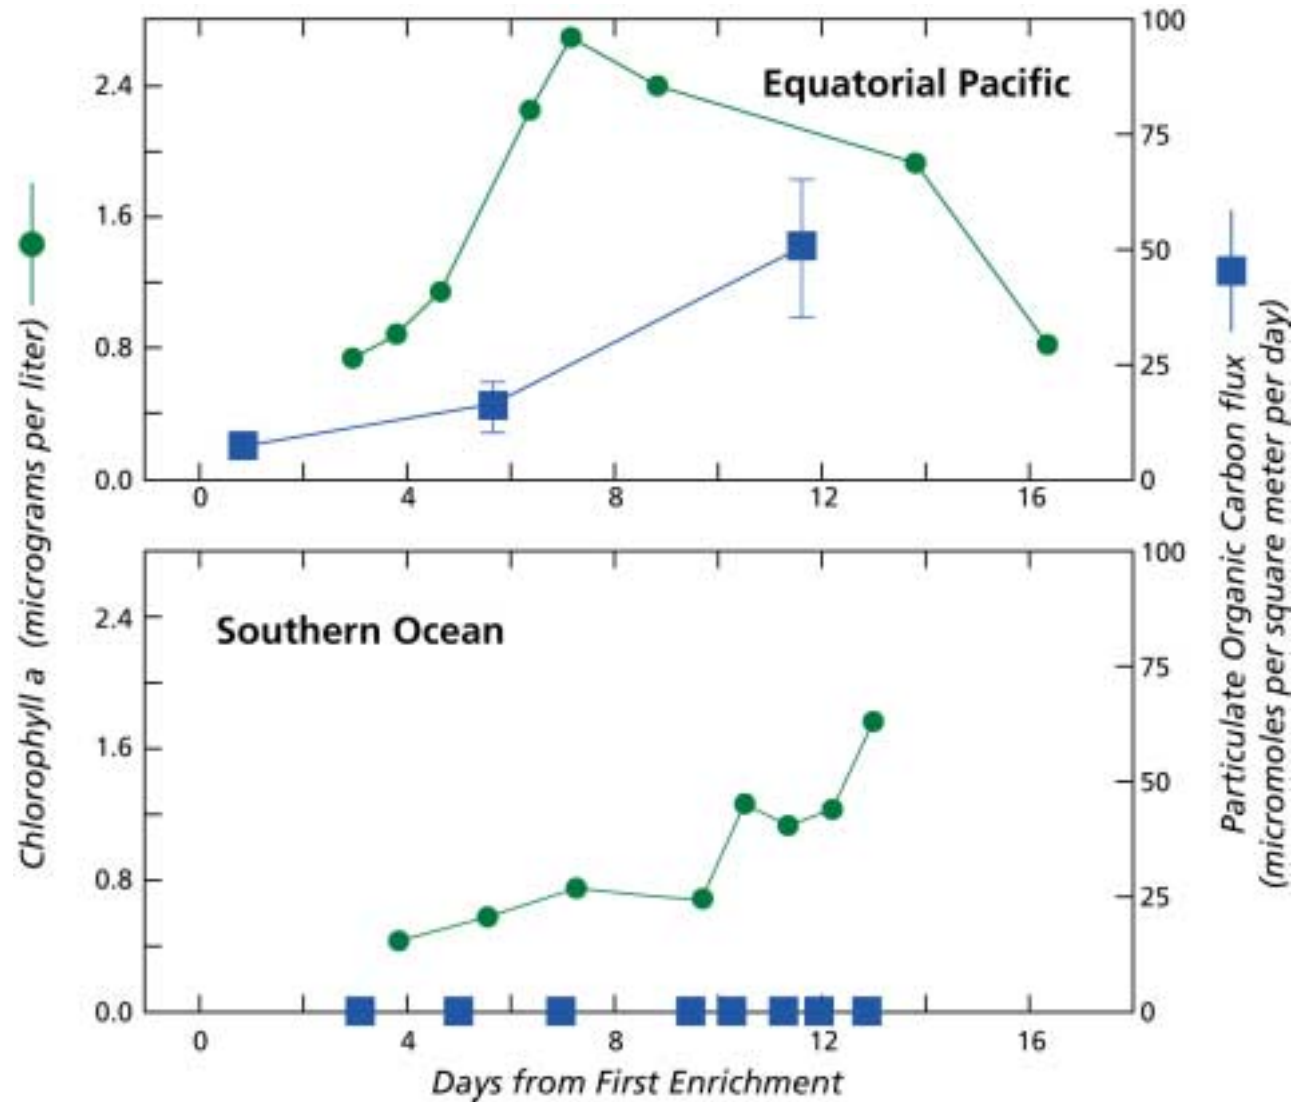 Equatorial Pacific
2.4
1.6
0.8
0.0
100
75
50
25
0
0 4 8 12 16
Southern Ocean
2.4
1.6
0.8
0.0
100
75
50
25
0
0 4 8 12 16
Days from First Enrichment
Chlorophyll a (micrograms per liter)
Particulate Organic Carbon flux
(micromoles per square meter per day)